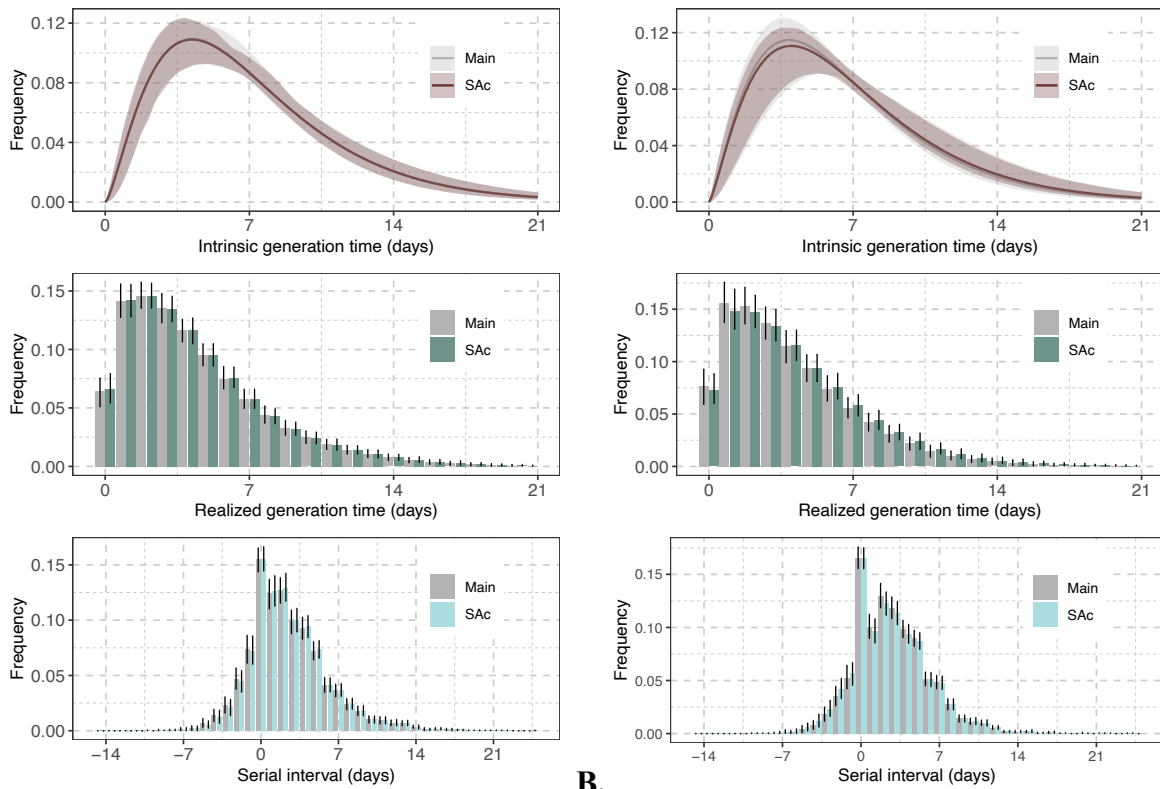 0.12
0.08
0.04
0.00
Frequency
Main
SAc
0 7 14 21
Intrinsic generation time (days)
0.12
0.08
0.04
0.00
Frequency
Main
SAc
0 7 14 21
Intrinsic generation time (days)
0.15
0.10
0.05
0.00
Frequency
Main
SAc
0 7 14 21
Realized generation time (days)
0.15
0.10
0.05
0.00
Frequency
Main
SAc
0 7 14 21
Realized generation time (days)
0.15
0.10
0.05
0.00
Frequency
Main
SAc
−14 −7 0 7 14 21
Serial interval (days)
0.15
0.10
0.05
0.00
Frequency
Main
SAc
−14 −7 0 7 14 21
Serial interval (days)
B.